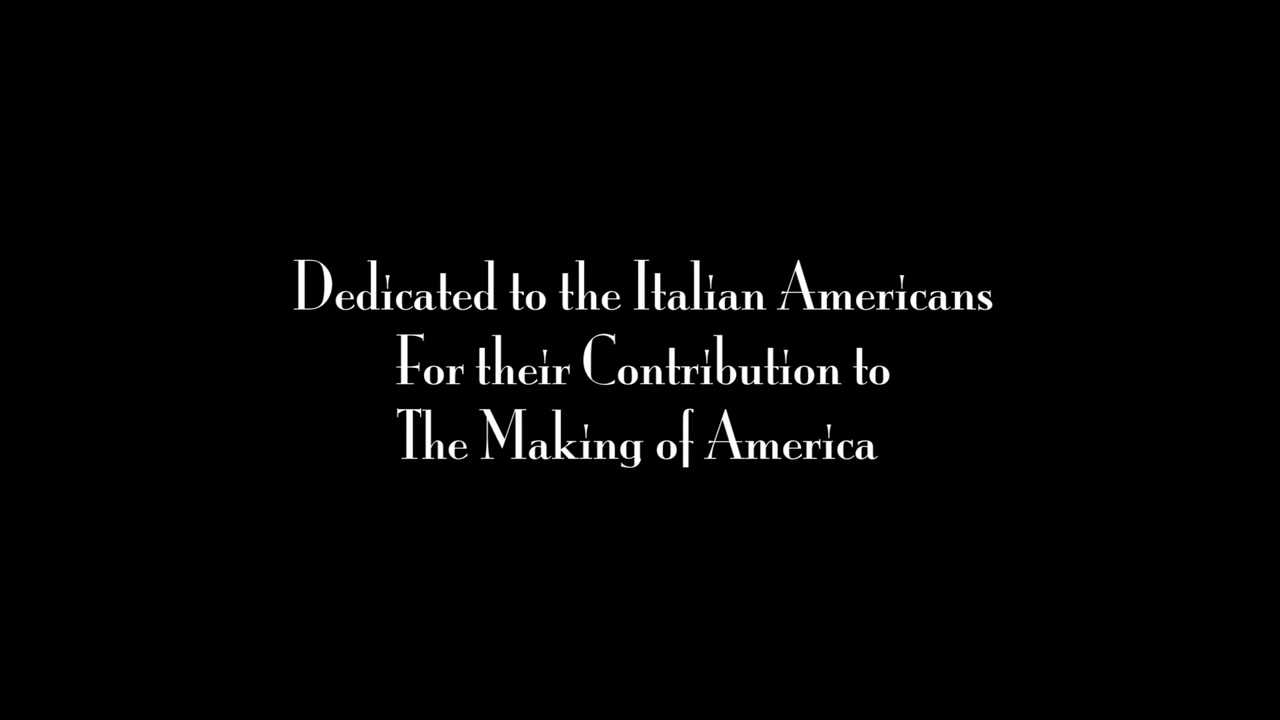 Dedicated to the Italian Americans
For their Contribution to
The Making of America